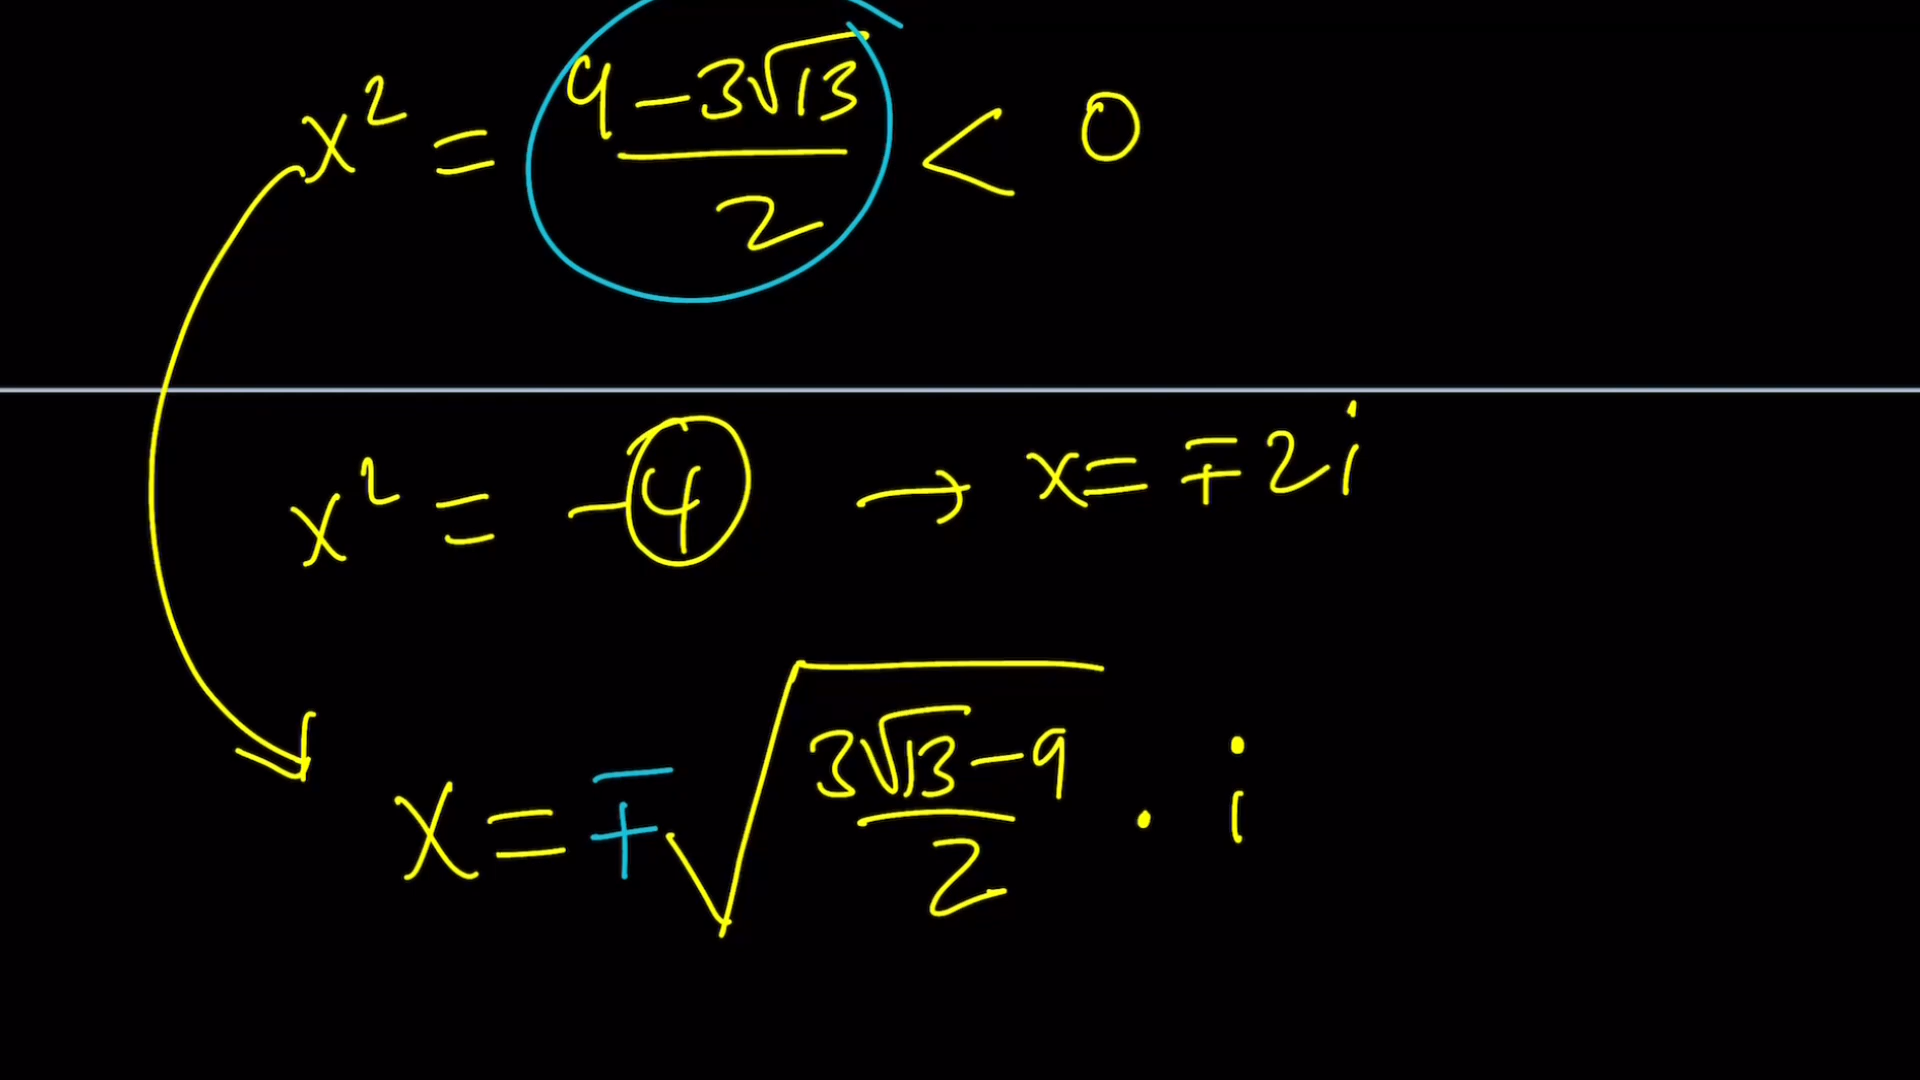 x² = (9 − 3√13)/2 < 0
x² = −4 → x = ∓2i
x = ∓√((3√13 − 9)/2) · i